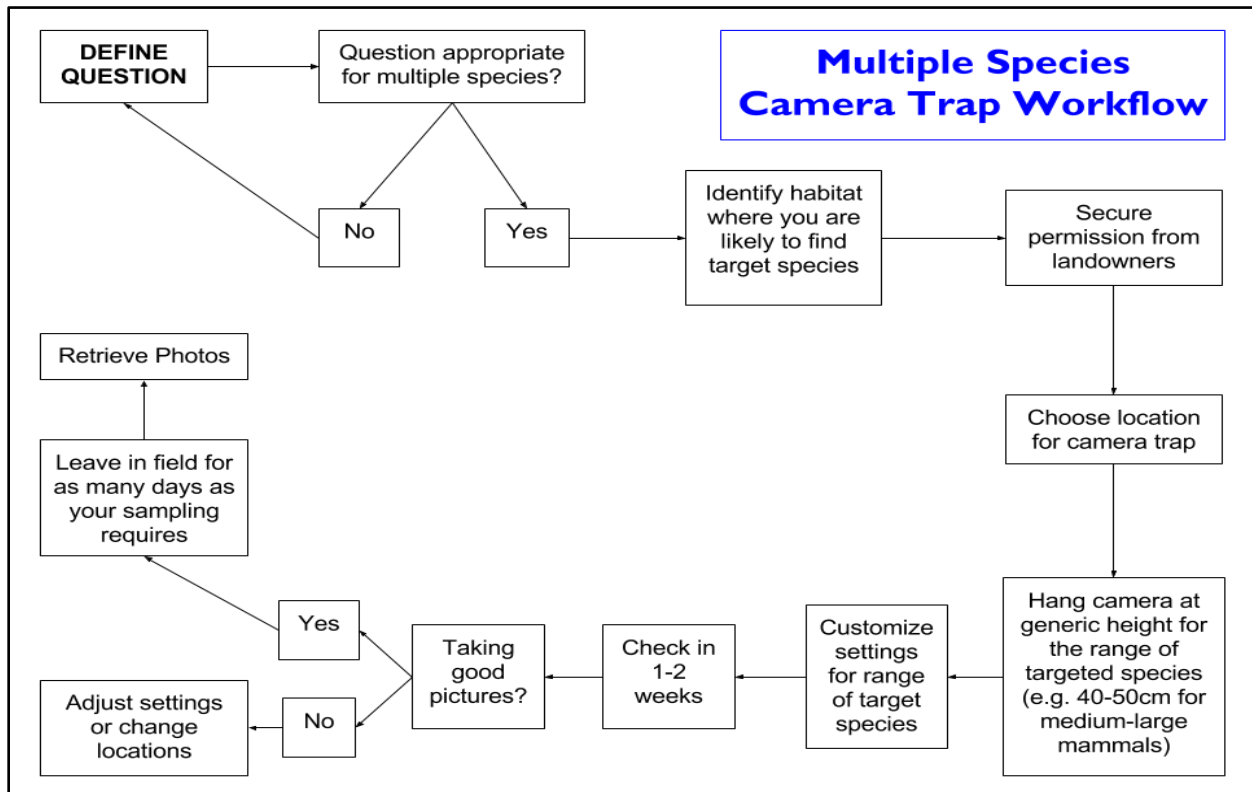 DEFINE
QUESTION
Question appropriate
for multiple species?
Multiple Species
Camera Trap Workflow
No
Yes
Identify habitat
where you are
likely to find
target species
Secure
permission from
landowners
Choose location
for camera trap
Hang camera at
generic height for
the range of
targeted species
(e.g. 40-50cm for
medium-large
mammals)
Customize
settings for range
of target
species
Check in
1-2
weeks
Taking
good
pictures?
Yes
No
Leave in field for
as many days as
your sampling
requires
Retrieve Photos
Adjust settings
or change
locations